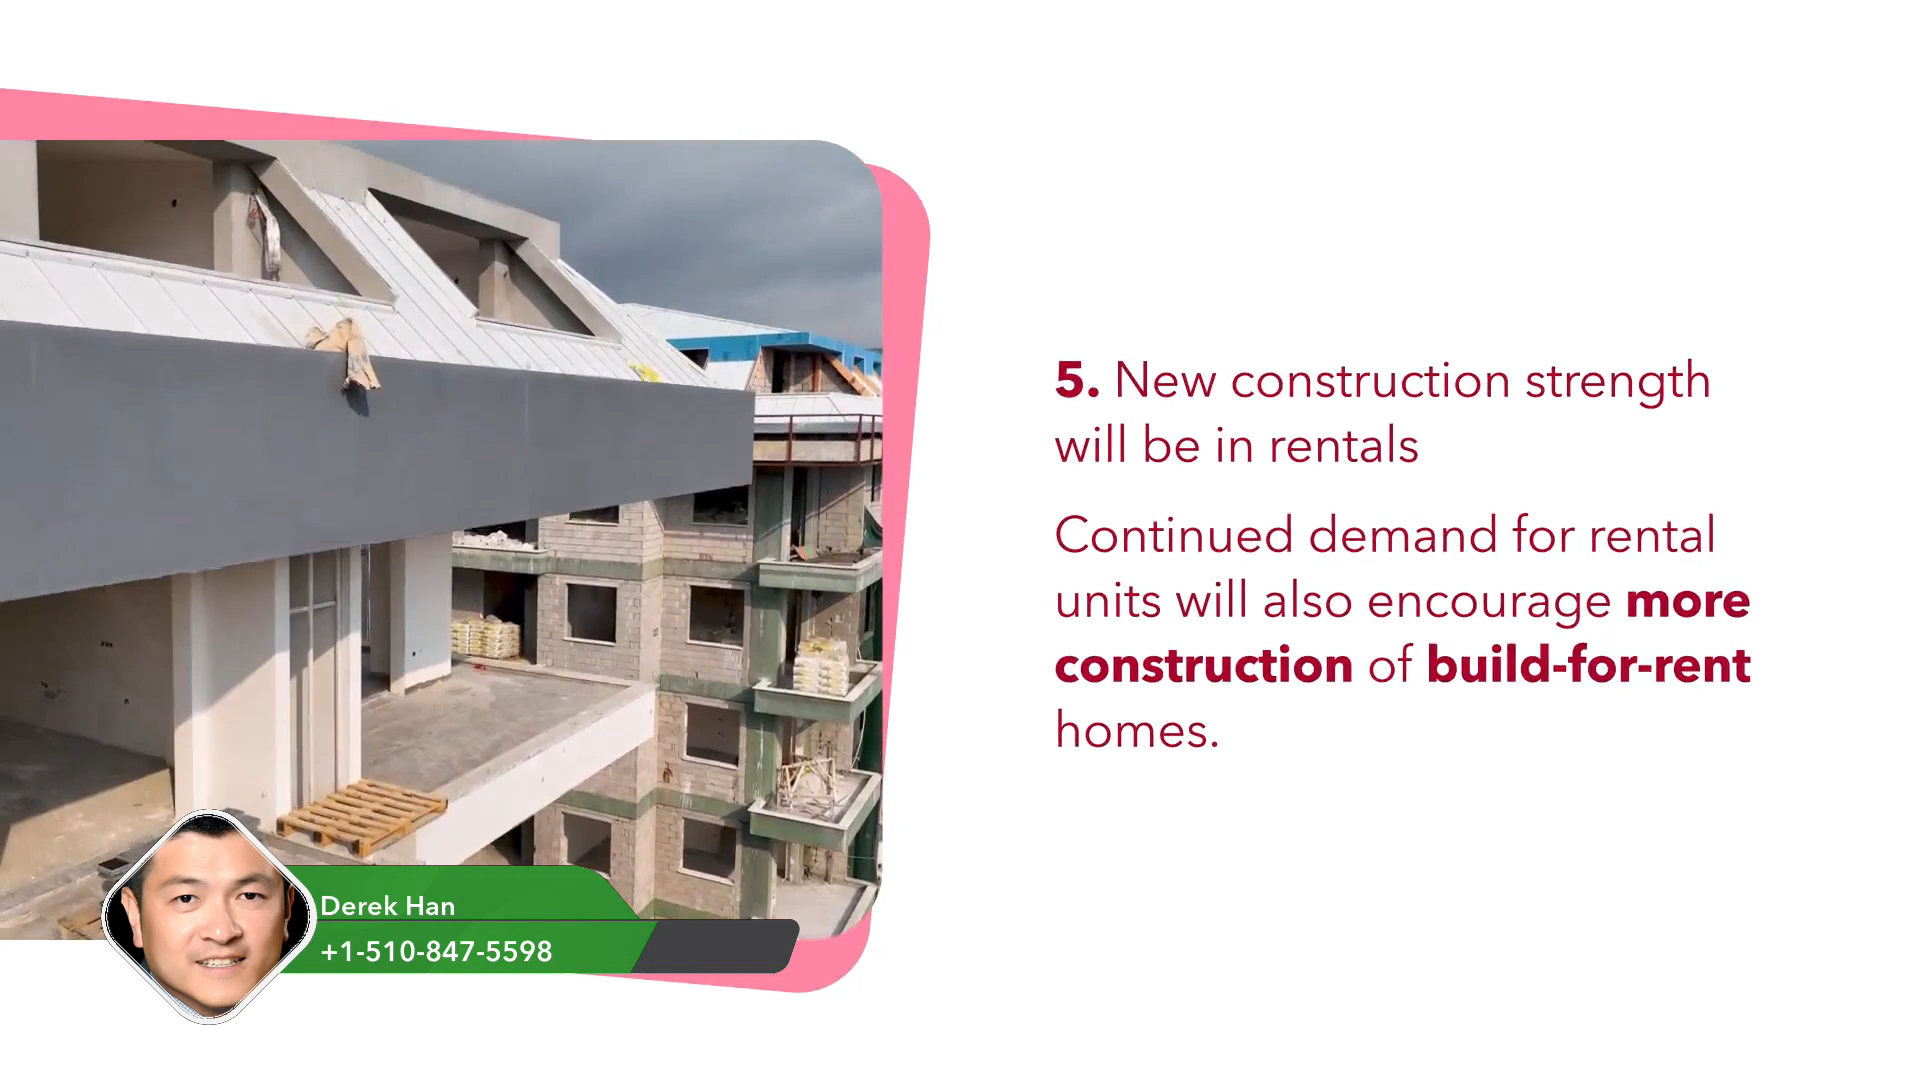 5. New construction strength
will be in rentals
Continued demand for rental
units will also encourage more
construction of build-for-rent
homes.
Derek Han
+1-510-847-5598